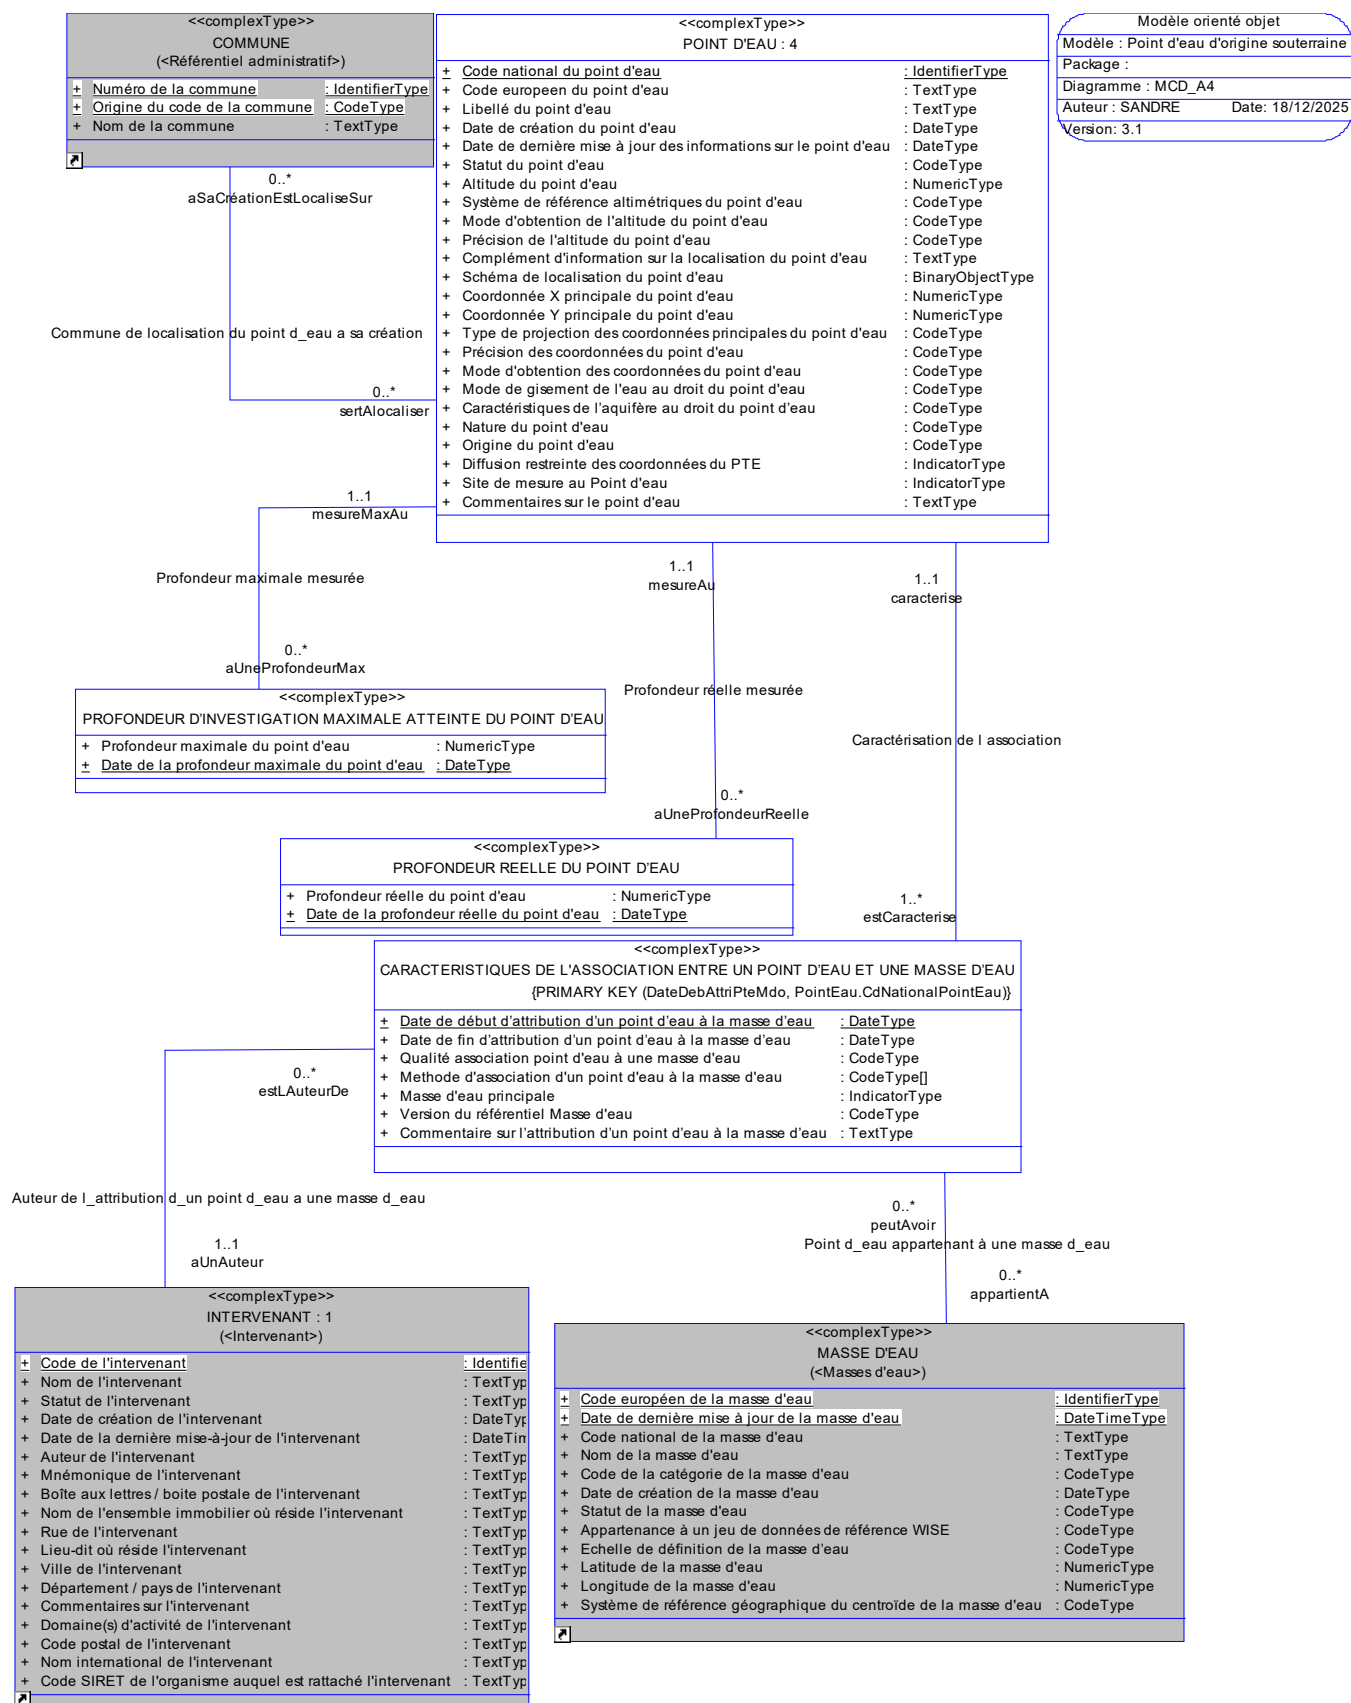 <<complexType>>
COMMUNE
(<Référentiel administratif>)
+ Numéro de la commune : IdentifierType
+ Origine du code de la commune : CodeType
+ Nom de la commune : TextType
<<complexType>>
POINT D'EAU : 4
+ Code national du point d'eau : IdentifierType
+ Code europeen du point d'eau : TextType
+ Libellé du point d'eau : TextType
+ Date de création du point d'eau : DateType
+ Date de dernière mise à jour des informations sur le point d'eau : DateType
+ Statut du point d'eau : CodeType
+ Altitude du point d'eau : NumericType
+ Système de référence altimétriques du point d'eau : CodeType
+ Mode d'obtention de l'altitude du point d'eau : CodeType
+ Précision de l'altitude du point d'eau : CodeType
+ Complément d'information sur la localisation du point d'eau : TextType
+ Schéma de localisation du point d'eau : BinaryObjectType
+ Coordonnée X principale du point d'eau : NumericType
+ Coordonnée Y principale du point d'eau : NumericType
+ Type de projection des coordonnées principales du point d'eau : CodeType
+ Précision des coordonnées du point d'eau : CodeType
+ Mode d'obtention des coordonnées du point d'eau : CodeType
+ Mode de gisement de l'eau au droit du point d'eau : CodeType
+ Caractéristiques de l'aquifère au droit du point d'eau : CodeType
+ Nature du point d'eau : CodeType
+ Origine du point d'eau : CodeType
+ Diffusion restreinte des coordonnées du PTE : IndicatorType
+ Site de mesure au Point d'eau : IndicatorType
+ Commentaires sur le point d'eau : TextType
Modèle orienté objet
Modèle : Point d'eau d'origine souterraine
Package :
Diagramme : MCD_A4
Auteur : SANDRE Date: 18/12/2025
Version: 3.1
0..*
aSaCréationEstLocaliseSur
Commune de localisation du point d_eau a sa création
0..*
sertAlocaliser
1..1
mesureMaxAu
Profondeur maximale mesurée
0..*
aUneProfondeurMax
1..1
mesureAu
Profondeur réelle mesurée
0..*
aUneProfondeurReelle
1..1
caracterise
Caractérisation de l association
1..*
estCaracterise
<<complexType>>
PROFONDEUR D'INVESTIGATION MAXIMALE ATTEINTE DU POINT D'EAU
+ Profondeur maximale du point d'eau : NumericType
+ Date de la profondeur maximale du point d'eau : DateType
<<complexType>>
PROFONDEUR REELLE DU POINT D'EAU
+ Profondeur réelle du point d'eau : NumericType
+ Date de la profondeur réelle du point d'eau : DateType
<<complexType>>
CARACTERISTIQUES DE L'ASSOCIATION ENTRE UN POINT D'EAU ET UNE MASSE D'EAU
{PRIMARY KEY (DateDebAttriPteMdo, PointEau.CdNationalPointEau)}
+ Date de début d'attribution d'un point d'eau à la masse d'eau : DateType
+ Date de fin d'attribution d'un point d'eau à la masse d'eau : DateType
+ Qualité association point d'eau à une masse d'eau : CodeType
+ Methode d'association d'un point d'eau à la masse d'eau : CodeType[]
+ Masse d'eau principale : IndicatorType
+ Version du référentiel Masse d'eau : CodeType
+ Commentaire sur l'attribution d'un point d'eau à la masse d'eau : TextType
0..*
estLAuteurDe
Auteur de l_attribution d_un point d_eau a une masse d_eau
1..1
aUnAuteur
0..*
peutAvoir
Point d_eau appartenant à une masse d_eau
0..*
appartientA
<<complexType>>
INTERVENANT : 1
(<Intervenant>)
+ Code de l'intervenant : Identifie
+ Nom de l'intervenant : TextTyp
+ Statut de l'intervenant : TextTyp
+ Date de création de l'intervenant : DateTyp
+ Date de la dernière mise-à-jour de l'intervenant : DateTim
+ Auteur de l'intervenant : TextTyp
+ Mnémonique de l'intervenant : TextTyp
+ Boîte aux lettres / boite postale de l'intervenant : TextTyp
+ Nom de l'ensemble immobilier où réside l'intervenant : TextTyp
+ Rue de l'intervenant : TextTyp
+ Lieu-dit où réside l'intervenant : TextTyp
+ Ville de l'intervenant : TextTyp
+ Département / pays de l'intervenant : TextTyp
+ Commentaires sur l'intervenant : TextTyp
+ Domaine(s) d'activité de l'intervenant : TextTyp
+ Code postal de l'intervenant : TextTyp
+ Nom international de l'intervenant : TextTyp
+ Code SIRET de l'organisme auquel est rattaché l'intervenant : TextTyp
<<complexType>>
MASSE D'EAU
(<Masses d'eau>)
+ Code européen de la masse d'eau : IdentifierType
+ Date de dernière mise à jour de la masse d'eau : DateTimeType
+ Code national de la masse d'eau : TextType
+ Nom de la masse d'eau : TextType
+ Code de la catégorie de la masse d'eau : CodeType
+ Date de création de la masse d'eau : DateType
+ Statut de la masse d'eau : CodeType
+ Appartenance à un jeu de données de référence WISE : CodeType
+ Echelle de définition de la masse d'eau : CodeType
+ Latitude de la masse d'eau : NumericType
+ Longitude de la masse d'eau : NumericType
+ Système de référence géographique du centroïde de la masse d'eau : CodeType